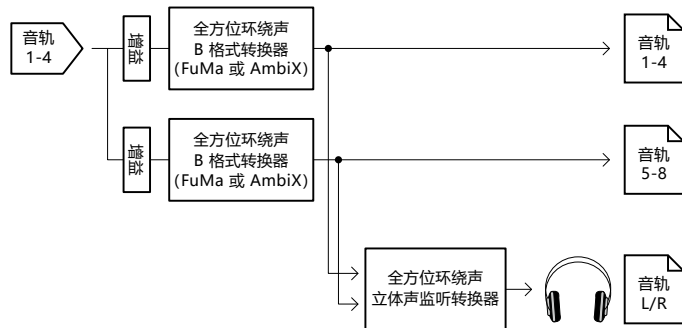 音轨
1-4
增益
全方位环绕声
B 格式转换器
(FuMa 或 AmbiX)
音轨
1-4
增益
全方位环绕声
B 格式转换器
(FuMa 或 AmbiX)
音轨
5-8
全方位环绕声
立体声监听转换器
音轨
L/R